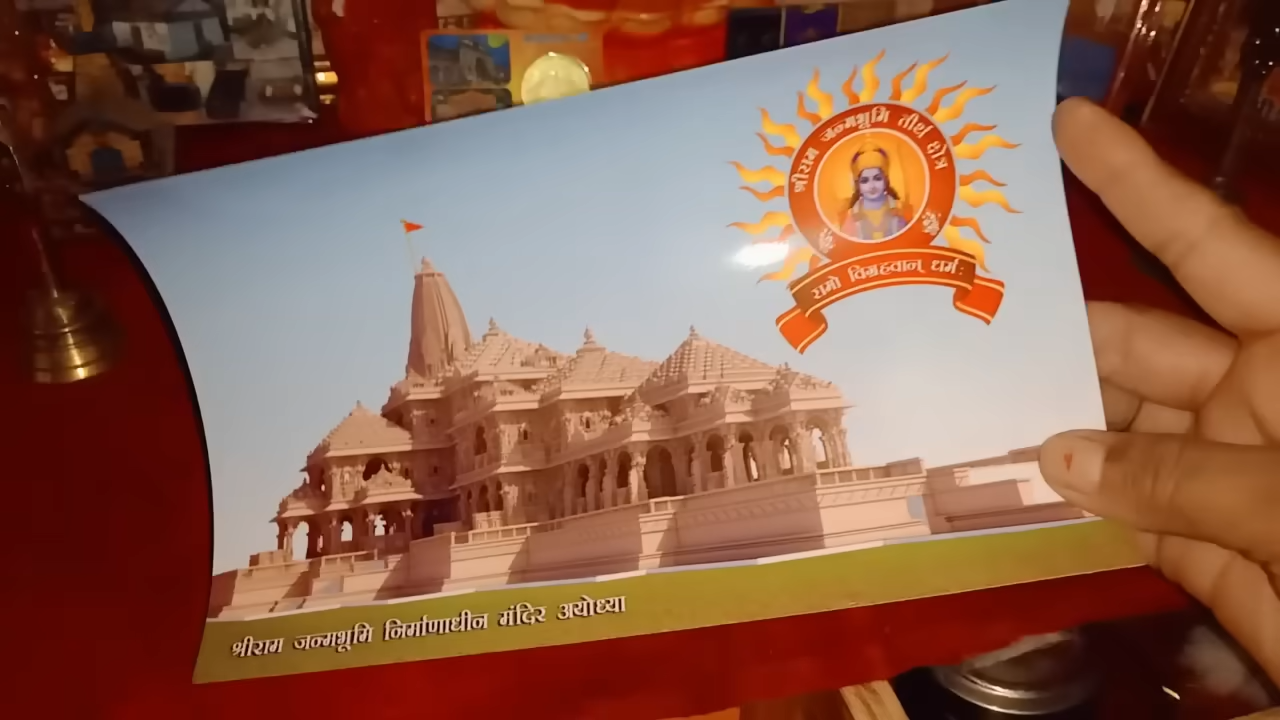 श्रीराम जन्मभूमि तीर्थ क्षेत्र
रामो विग्रहवान् धर्मः
श्रीराम जन्मभूमि निर्माणाधीन मंदिर अयोध्या